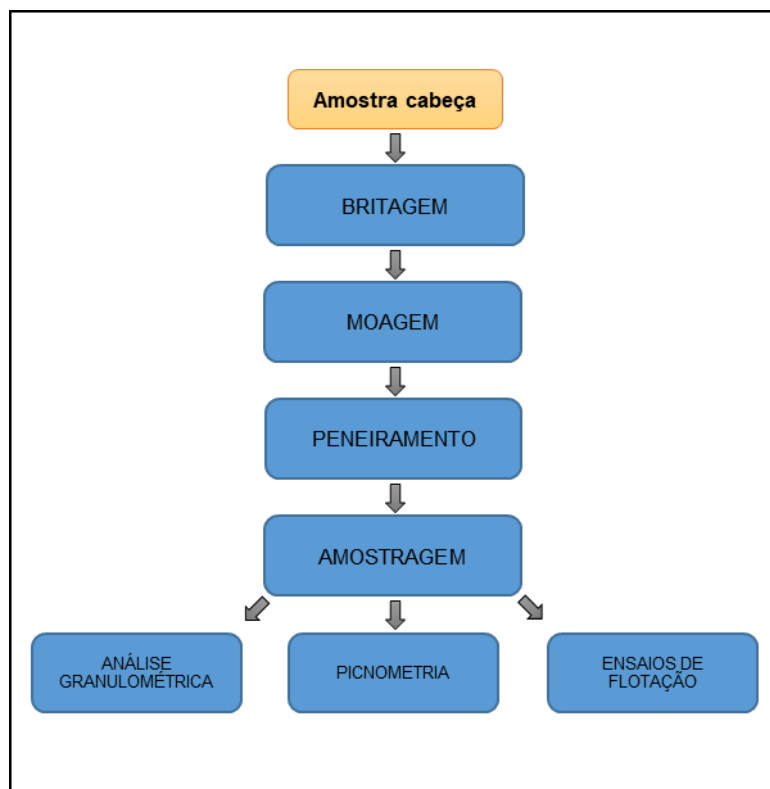 Amostra cabeça
BRITAGEM
MOAGEM
PENEIRAMENTO
AMOSTRAGEM
ANÁLISE
GRANULOMÉTRICA
PICNOMETRIA
ENSAIOS DE
FLOTAÇÃO